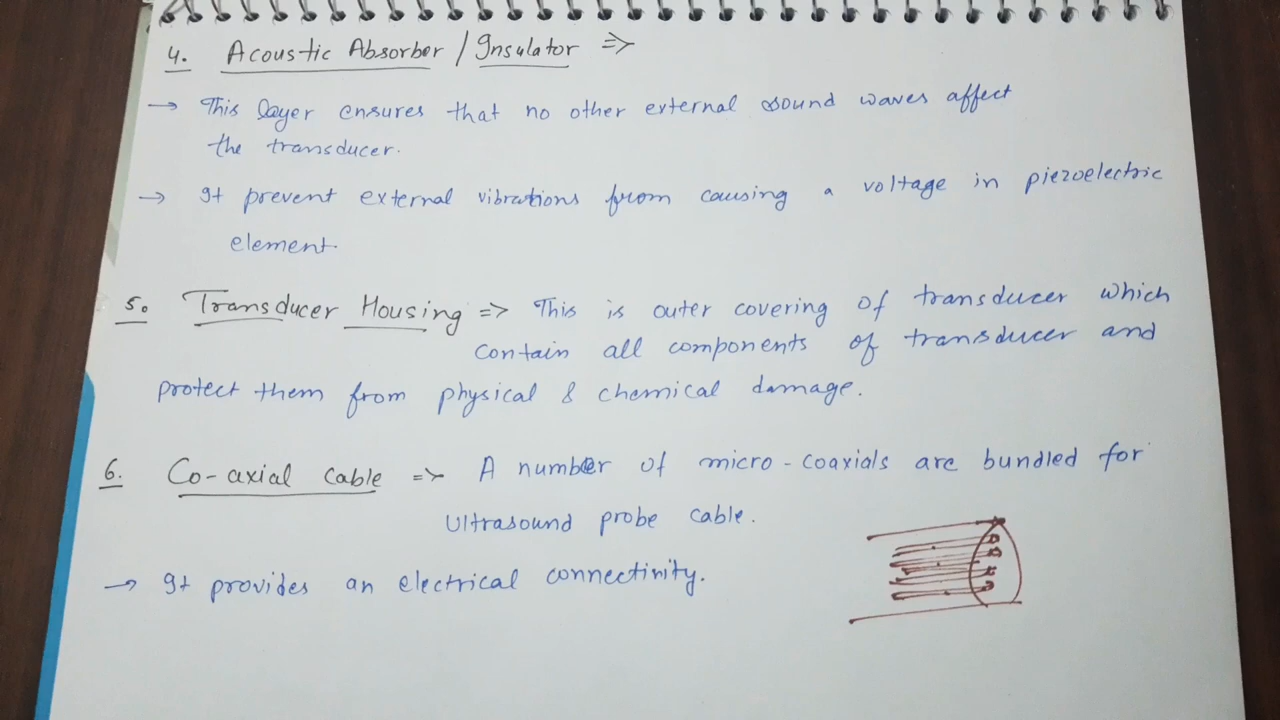 4. Acoustic Absorber / Insulator ⇒
→ This layer ensures that no other external sound waves affect
the transducer.
→ It prevent external vibrations from causing a voltage in piezoelectric
element.
5. Transducer Housing ⇒ This is outer covering of transducer which
contain all components of transducer and
protect them from physical & chemical damage.
6. Co-axial cable ⇒ A number of micro-coaxials are bundled for
Ultrasound probe cable.
→ It provides an electrical connectinity.